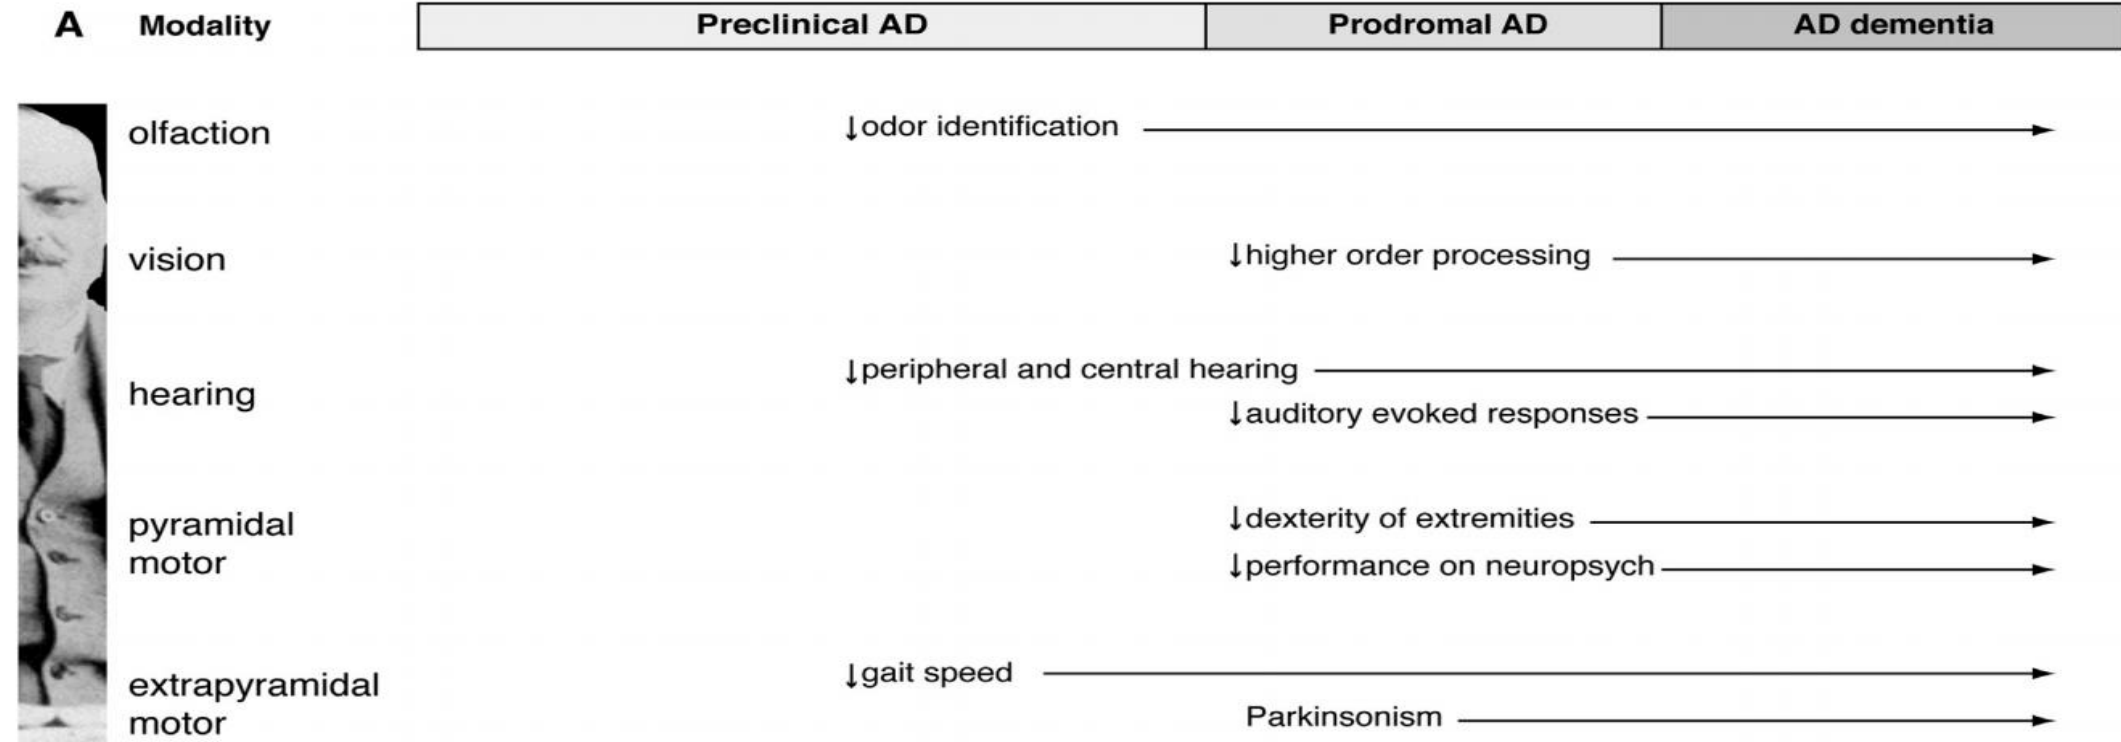 A Modality Preclinical AD Prodromal AD AD dementia
olfaction ↓odor identification
vision ↓higher order processing
hearing ↓peripheral and central hearing
↓auditory evoked responses
pyramidal
motor
↓dexterity of extremities
↓performance on neuropsych
extrapyramidal
motor
↓gait speed
Parkinsonism